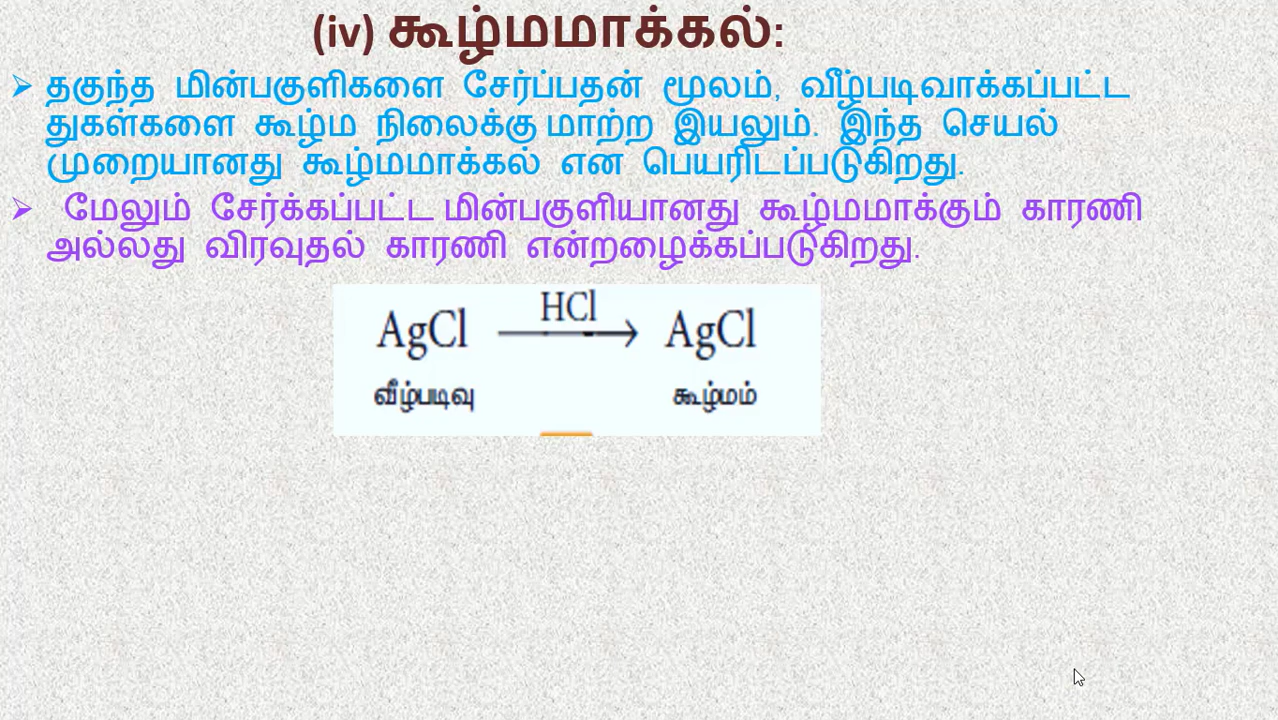 (iv) கூழ்மமாக்கல்:
➢ தகுந்த மின்பகுளிகளை சேர்ப்பதன் மூலம், வீழ்படிவாக்கப்பட்ட
துகள்களை கூழ்ம நிலைக்கு மாற்ற இயலும். இந்த செயல்
முறையானது கூழ்மமாக்கல் என பெயரிடப்படுகிறது.
➢ மேலும் சேர்க்கப்பட்ட மின்பகுளியானது கூழ்மமாக்கும் காரணி
அல்லது விரவுதல் காரணி என்றழைக்கப்படுகிறது.
HCl
AgCl → AgCl
வீழ்படிவு கூழ்மம்